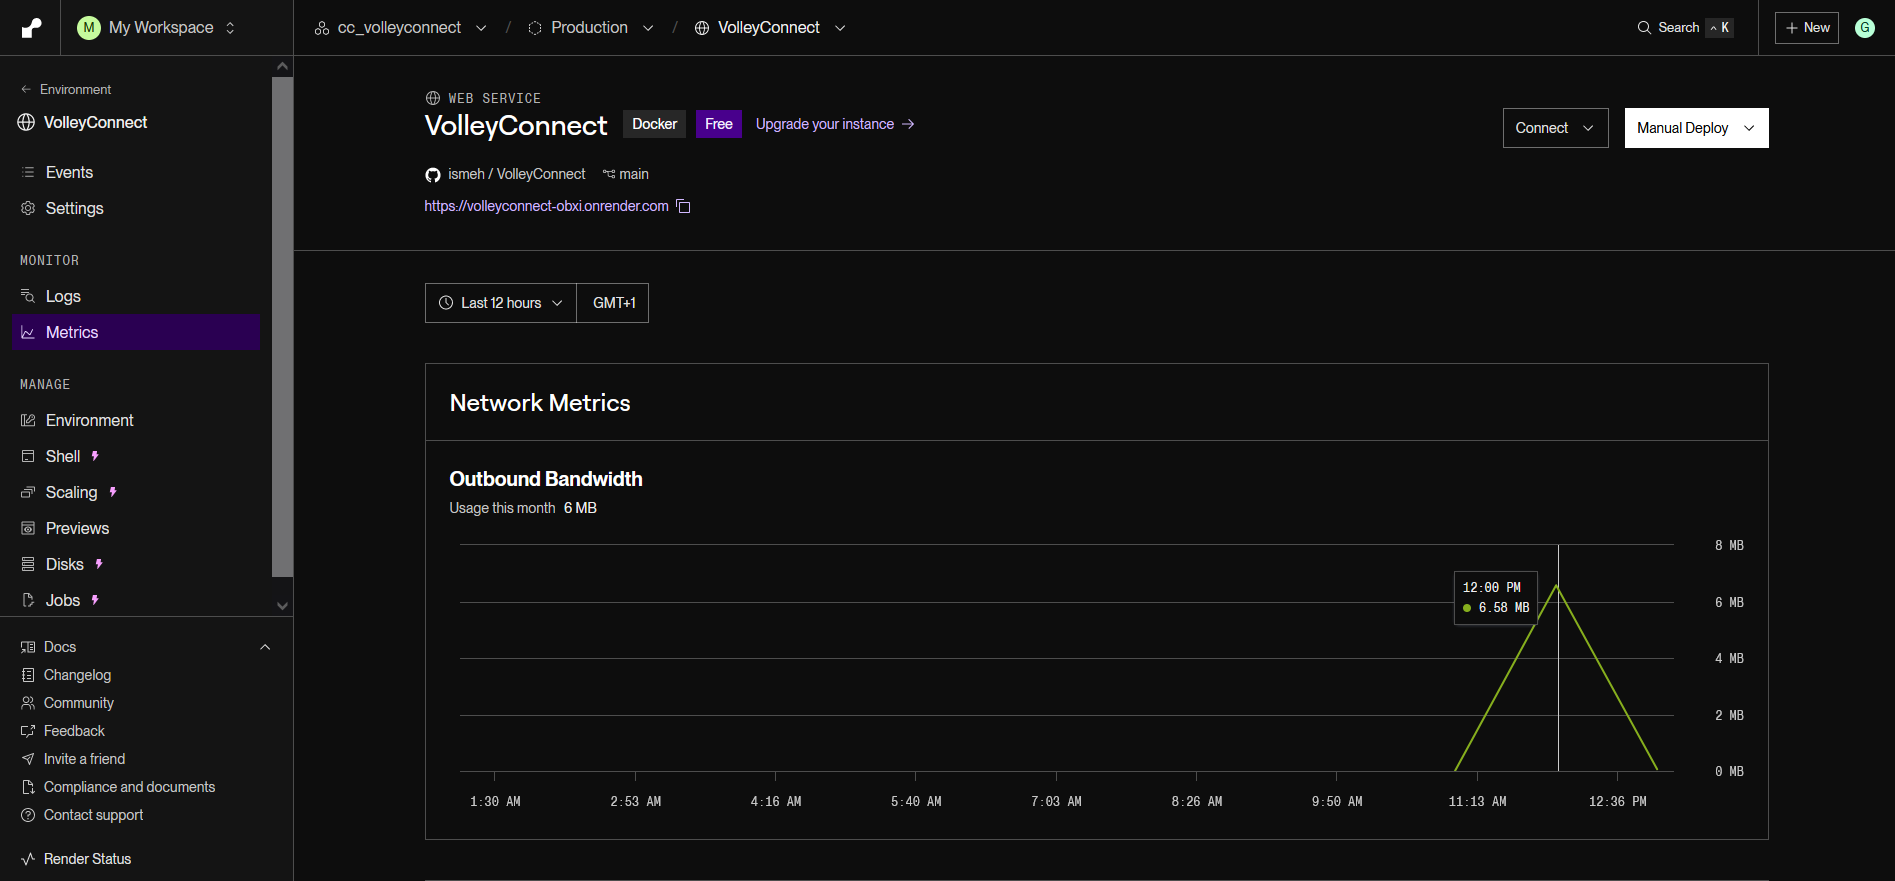 M My Workspace
cc_volleyconnect / Production / VolleyConnect
Search ^ K
+ New
G
← Environment
VolleyConnect
Events
Settings
MONITOR
Logs
Metrics
MANAGE
Environment
Shell
Scaling
Previews
Disks
Jobs
Docs
Changelog
Community
Feedback
Invite a friend
Compliance and documents
Contact support
Render Status
WEB SERVICE
VolleyConnect Docker Free Upgrade your instance →
ismeh / VolleyConnect main
https://volleyconnect-obxi.onrender.com
Connect
Manual Deploy
Last 12 hours GMT+1
Network Metrics
Outbound Bandwidth
Usage this month 6 MB
8 MB
6 MB
4 MB
2 MB
0 MB
12:00 PM
6.58 MB
1:30 AM 2:53 AM 4:16 AM 5:40 AM 7:03 AM 8:26 AM 9:50 AM 11:13 AM 12:36 PM